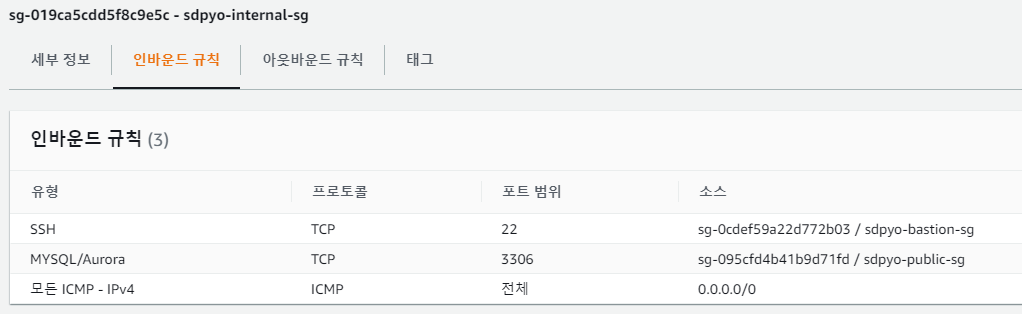 sg-019ca5cdd5f8c9e5c - sdpyo-internal-sg
세부 정보 인바운드 규칙 아웃바운드 규칙 태그
인바운드 규칙 (3)
유형 프로토콜 포트 범위 소스
SSH TCP 22 sg-0cdef59a22d772b03 / sdpyo-bastion-sg
MYSQL/Aurora TCP 3306 sg-095cfd4b41b9d71fd / sdpyo-public-sg
모든 ICMP - IPv4 ICMP 전체 0.0.0.0/0